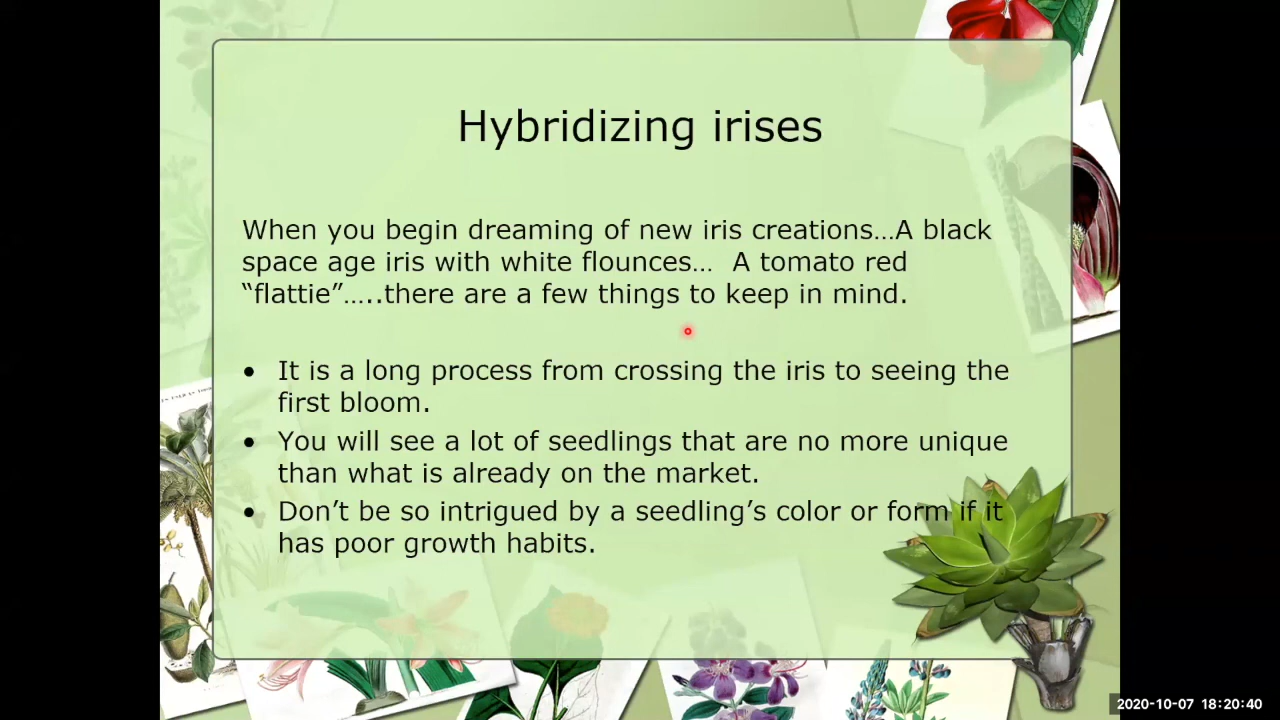 Hybridizing irises
When you begin dreaming of new iris creations…A black
space age iris with white flounces…  A tomato red
“flattie”…..there are a few things to keep in mind.
• It is a long process from crossing the iris to seeing the
first bloom.
• You will see a lot of seedlings that are no more unique
than what is already on the market.
• Don’t be so intrigued by a seedling’s color or form if it
has poor growth habits.
2020-10-07 18:20:40